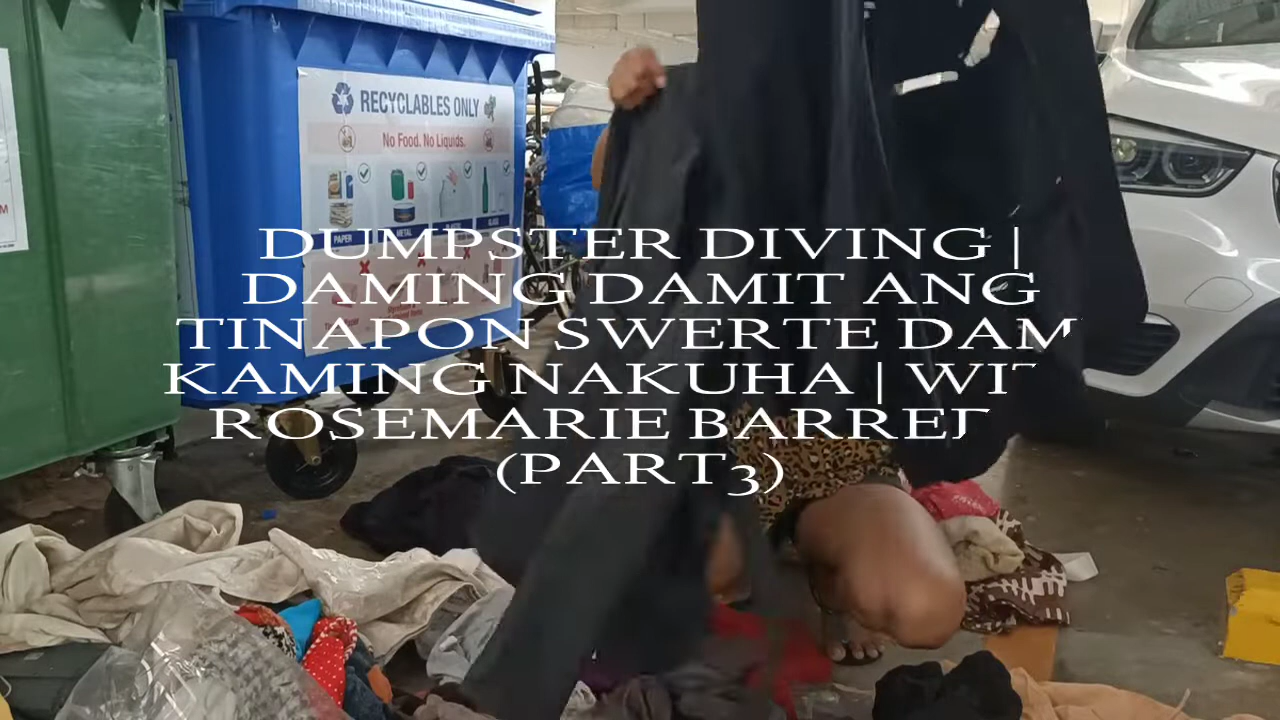 RECYCLABLES ONLY
No Food. No Liquids.
PAPER METAL
DUMPSTER DIVING |
DAMING DAMIT ANG
TINAPON SWERTE
KAMING NAKUHA |
ROSEMARIE
(PART3)